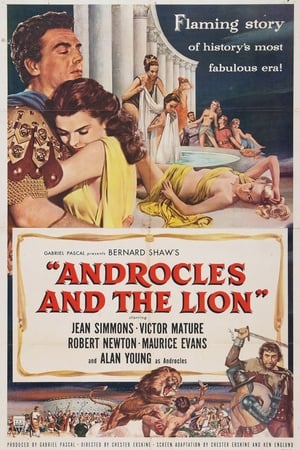 Flaming story
of history's most
fabulous era!
GABRIEL PASCAL presents BERNARD SHAW'S
"ANDROCLES
AND THE LION"
starring
JEAN SIMMONS · VICTOR MATURE
ROBERT NEWTON · MAURICE EVANS
and ALAN YOUNG as Androcles
PRODUCED BY GABRIEL PASCAL · DIRECTED BY CHESTER ERSKINE · SCREEN ADAPTATION BY CHESTER ERSKINE AND KEN ENGLUND